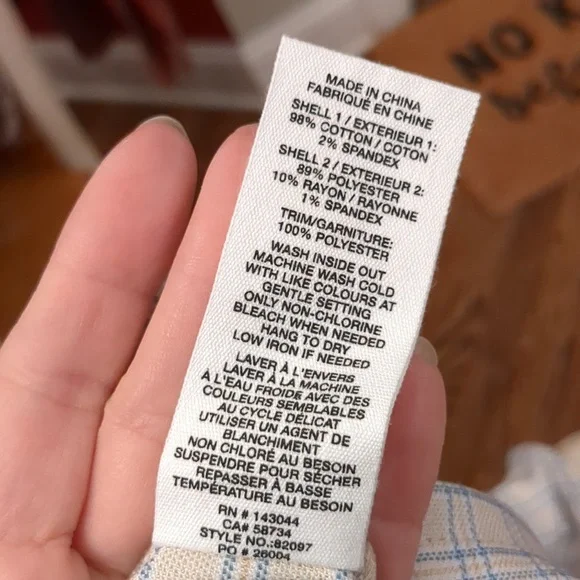 MADE IN CHINA
FABRIQUÉ EN CHINE
SHELL 1 / EXTERIEUR 1:
98% COTTON / COTON
2% SPANDEX
SHELL 2 / EXTERIEUR 2:
89% POLYESTER
10% RAYON / RAYONNE
1% SPANDEX
TRIM/GARNITURE:
100% POLYESTER
WASH INSIDE OUT
MACHINE WASH COLD
WITH LIKE COLOURS AT
GENTLE SETTING
ONLY NON-CHLORINE
BLEACH WHEN NEEDED
HANG TO DRY
LOW IRON IF NEEDED
LAVER À L'ENVERS
LAVER À LA MACHINE
À L'EAU FROIDE AVEC DES
COULEURS SEMBLABLES
AU CYCLE DÉLICAT
UTILISER UN AGENT DE
BLANCHIMENT
NON CHLORÉ AU BESOIN
SUSPENDRE POUR SÉCHER
REPASSER À BASSE
TEMPÉRATURE AU BESOIN
RN # 143044
CA# 58734
STYLE NO.:82097
PO # 26004
NO